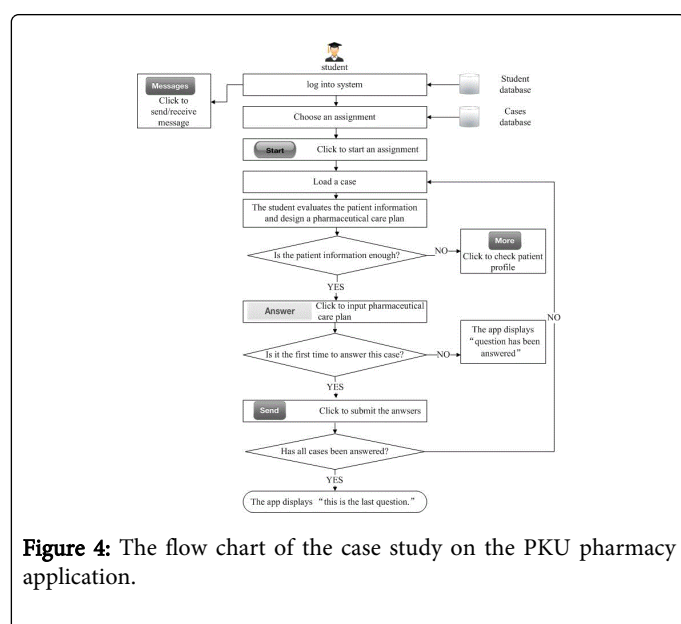 student
Messages
Click to
send/receive
message
log into system
Student
database
Choose an assignment
Cases
database
Start
Click to start an assignment
Load a case
The student evaluates the patient information
and design a pharmaceutical care plan
Is the patient information enough?
NO
More
Click to check patient
profile
YES
Answer
Click to input pharmaceutical
care plan
NO
Is it the first time to answer this case?
NO
The app displays
“question has been
answered”
YES
Send
Click to submit the anwsers
Has all cases been answered?
YES
The app displays “this is the last question.”
Figure 4: The flow chart of the case study on the PKU pharmacy
application.